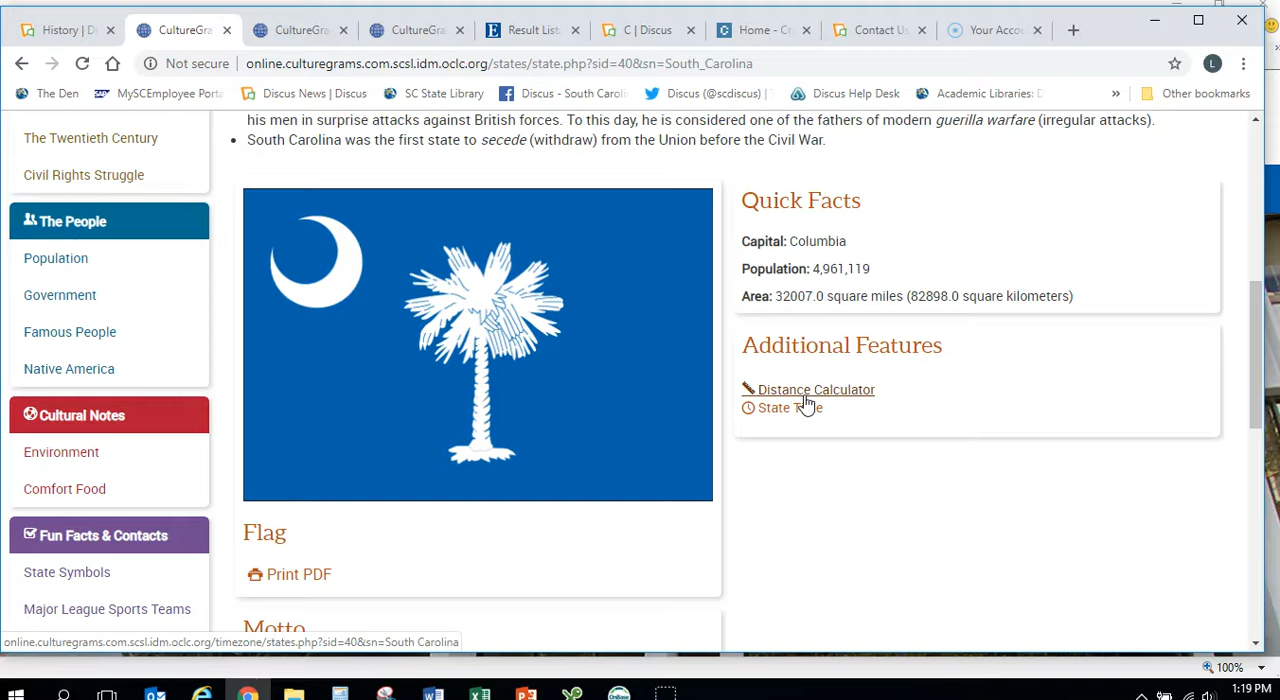 History | D
CultureGra
CultureGra
CultureGra
Result List
C | Discus
Home - C
Contact Us
Your Accou
Not secure
online.culturegrams.com.scsl.idm.oclc.org/states/state.php?sid=40&sn=South_Carolina
L
The Den
MySCEmployee Porta
Discus News | Discus
SC State Library
Discus - South Caroli
Discus (@scdiscus) | T
Discus Help Desk
Academic Libraries: D
»
Other bookmarks
The Twentieth Century
Civil Rights Struggle
The People
Population
Government
Famous People
Native America
Cultural Notes
Environment
Comfort Food
Fun Facts & Contacts
State Symbols
Major League Sports Teams
his men in surprise attacks against British forces. To this day, he is considered one of the fathers of modern guerilla warfare (irregular attacks).
• South Carolina was the first state to secede (withdraw) from the Union before the Civil War.
Flag
Print PDF
Motto
Quick Facts
Capital: Columbia
Population: 4,961,119
Area: 32007.0 square miles (82898.0 square kilometers)
Additional Features
Distance Calculator
State
online.culturegrams.com.scsl.idm.oclc.org/timezone/states.php?sid=40&sn=South Carolina
100%
1:19 PM